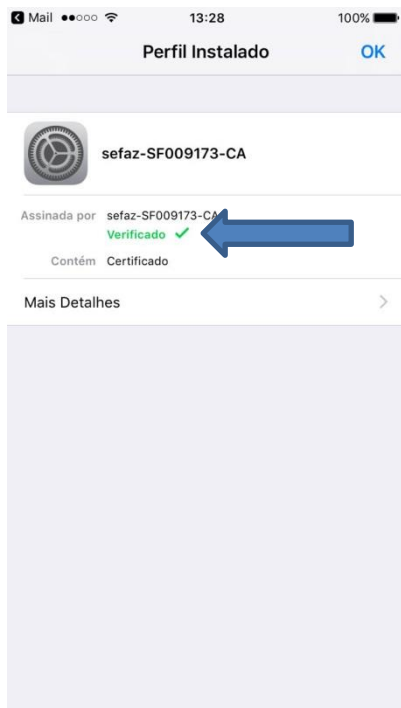 Mail 13:28 100%
Perfil Instalado OK
sefaz-SF009173-CA
Assinada por sefaz-SF009173-CA
Verificado ✓
Contém Certificado
Mais Detalhes